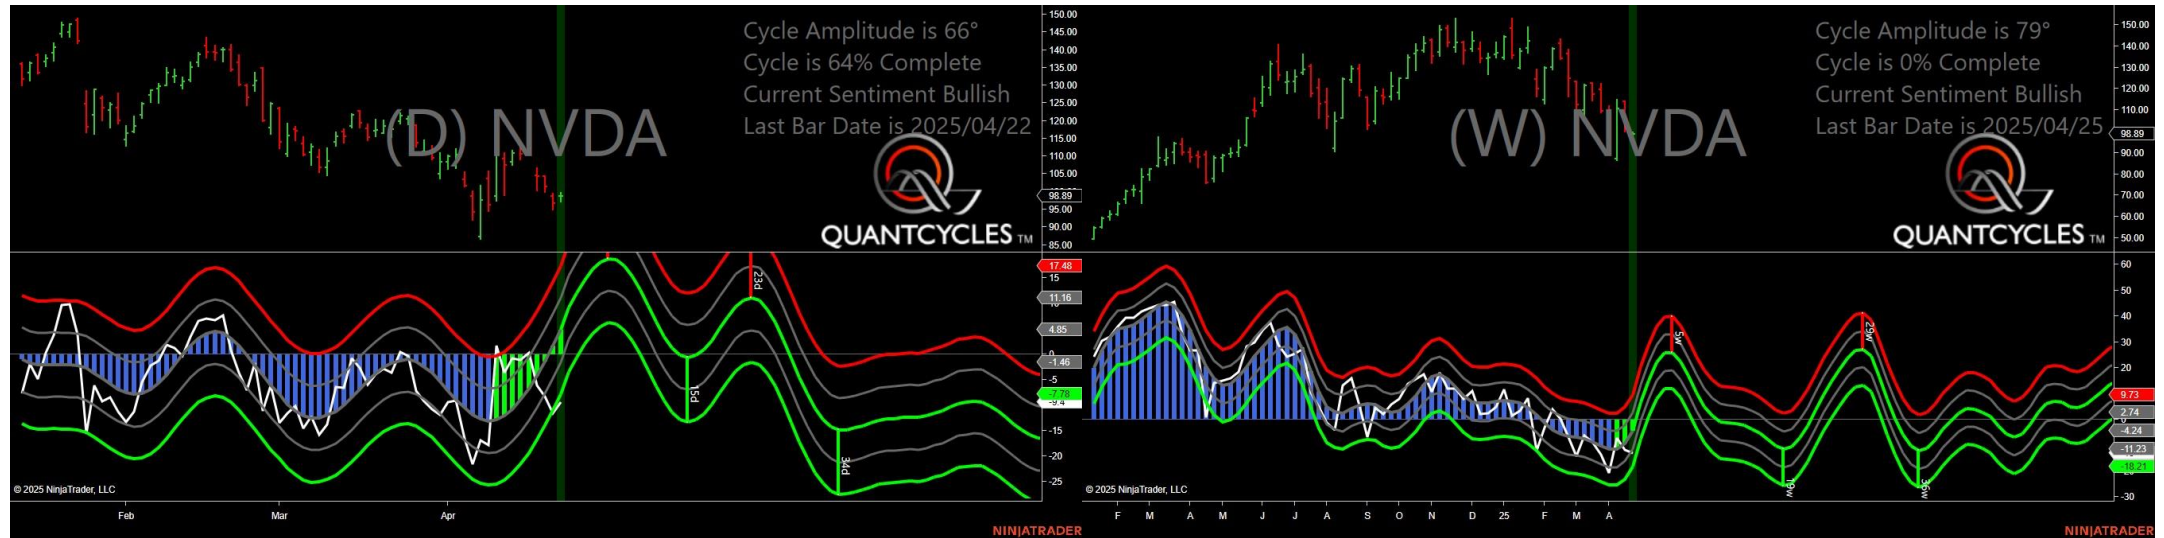 Cycle Amplitude is 66°
Cycle is 64% Complete
Current Sentiment Bullish
Last Bar Date is 2025/04/22
(D) NVDA
QUANTCYCLES TM
150.00
145.00
140.00
135.00
130.00
125.00
120.00
115.00
110.00
105.00
98.89
95.00
90.00
85.00
17.48
15
11.16
4.85
0
-1.46
-5
-7.78
-9.4
-15
-20
-25
23d
15d
34d
© 2025 NinjaTrader, LLC
Feb Mar Apr
NINJATRADER
Cycle Amplitude is 79°
Cycle is 0% Complete
Current Sentiment Bullish
Last Bar Date is 2025/04/25
(W) NVDA
QUANTCYCLES TM
150.00
140.00
130.00
120.00
110.00
98.89
90.00
80.00
70.00
60.00
50.00
60
50
40
30
20
9.73
2.74
-4.24
-11.23
-18.21
-30
5w
19w
29w
36w
© 2025 NinjaTrader, LLC
F M A M J J A S O N D 25 F M A
NINJATRADER